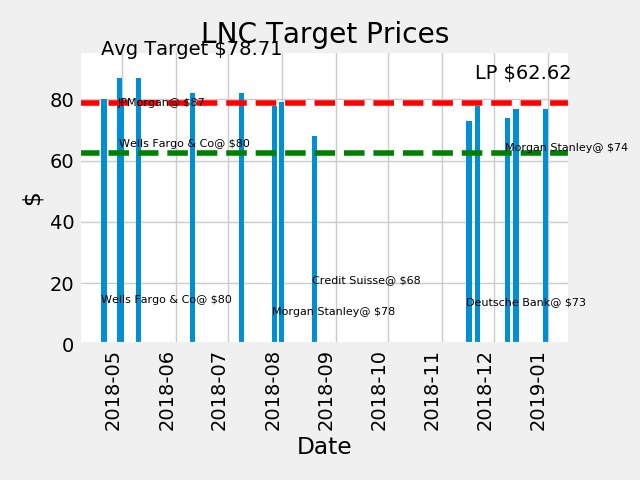 LNC Target Prices
Avg Target $78.71
LP $62.62
$
80
60
40
20
0
JPMorgan@ $87
Wells Fargo & Co@ $80
Morgan Stanley@ $74
Credit Suisse@ $68
Wells Fargo & Co@ $80
Deutsche Bank@ $73
Morgan Stanley@ $78
2018-05
2018-06
2018-07
2018-08
2018-09
2018-10
2018-11
2018-12
2019-01
Date